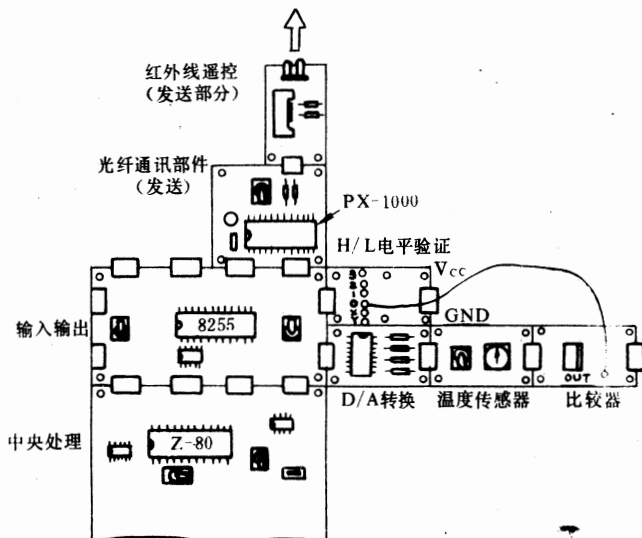 红外线遥控
(发送部分)
光纤通讯部件
(发送)
PX-1000
H/L电平验证
Vcc
GND
输入输出
8255
OUT
D/A转换
温度传感器
比较器
中央处理
Z-80